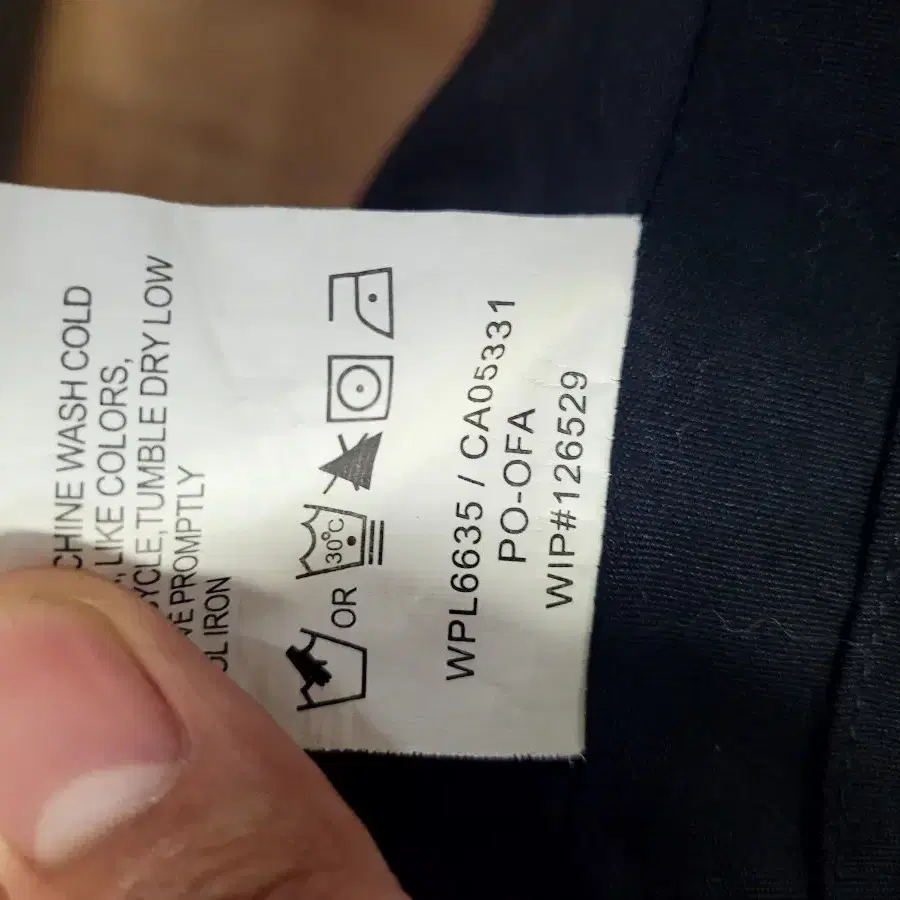 CHINE WASH COLD
, LIKE COLORS,
YCLE, TUMBLE DRY LOW
VE PROMPTLY
OL IRON
OR 30°C
WPL6635 / CA05331
PO-OFA
WIP#126529